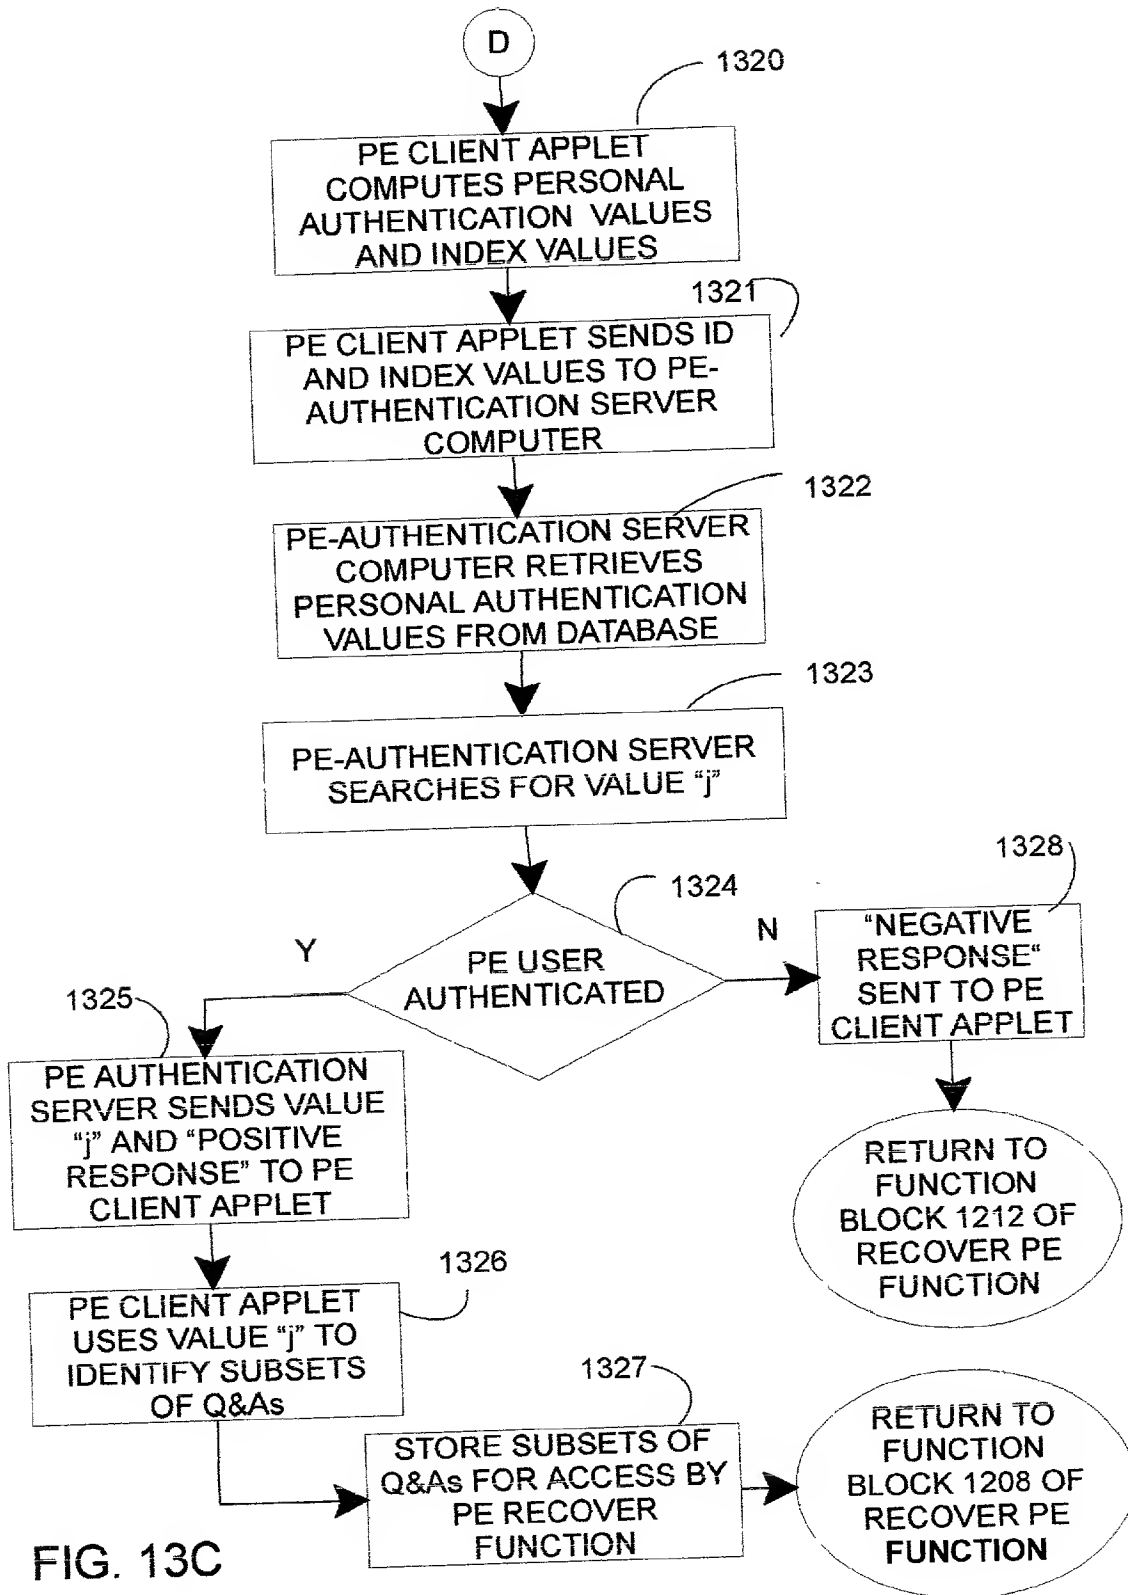 D
1320
PE CLIENT APPLET
COMPUTES PERSONAL
AUTHENTICATION VALUES
AND INDEX VALUES
1321
PE CLIENT APPLET SENDS ID
AND INDEX VALUES TO PE-
AUTHENTICATION SERVER
COMPUTER
1322
PE-AUTHENTICATION SERVER
COMPUTER RETRIEVES
PERSONAL AUTHENTICATION
VALUES FROM DATABASE
1323
PE-AUTHENTICATION SERVER
SEARCHES FOR VALUE “j”
1324
PE USER
AUTHENTICATED
Y
N
1328
“NEGATIVE
RESPONSE“
SENT TO PE
CLIENT APPLET
RETURN TO
FUNCTION
BLOCK 1212 OF
RECOVER PE
FUNCTION
1325
PE AUTHENTICATION
SERVER SENDS VALUE
“j” AND “POSITIVE
RESPONSE” TO PE
CLIENT APPLET
1326
PE CLIENT APPLET
USES VALUE “j” TO
IDENTIFY SUBSETS
OF Q&As
1327
STORE SUBSETS OF
Q&As FOR ACCESS BY
PE RECOVER
FUNCTION
RETURN TO
FUNCTION
BLOCK 1208 OF
RECOVER PE
FUNCTION
FIG. 13C